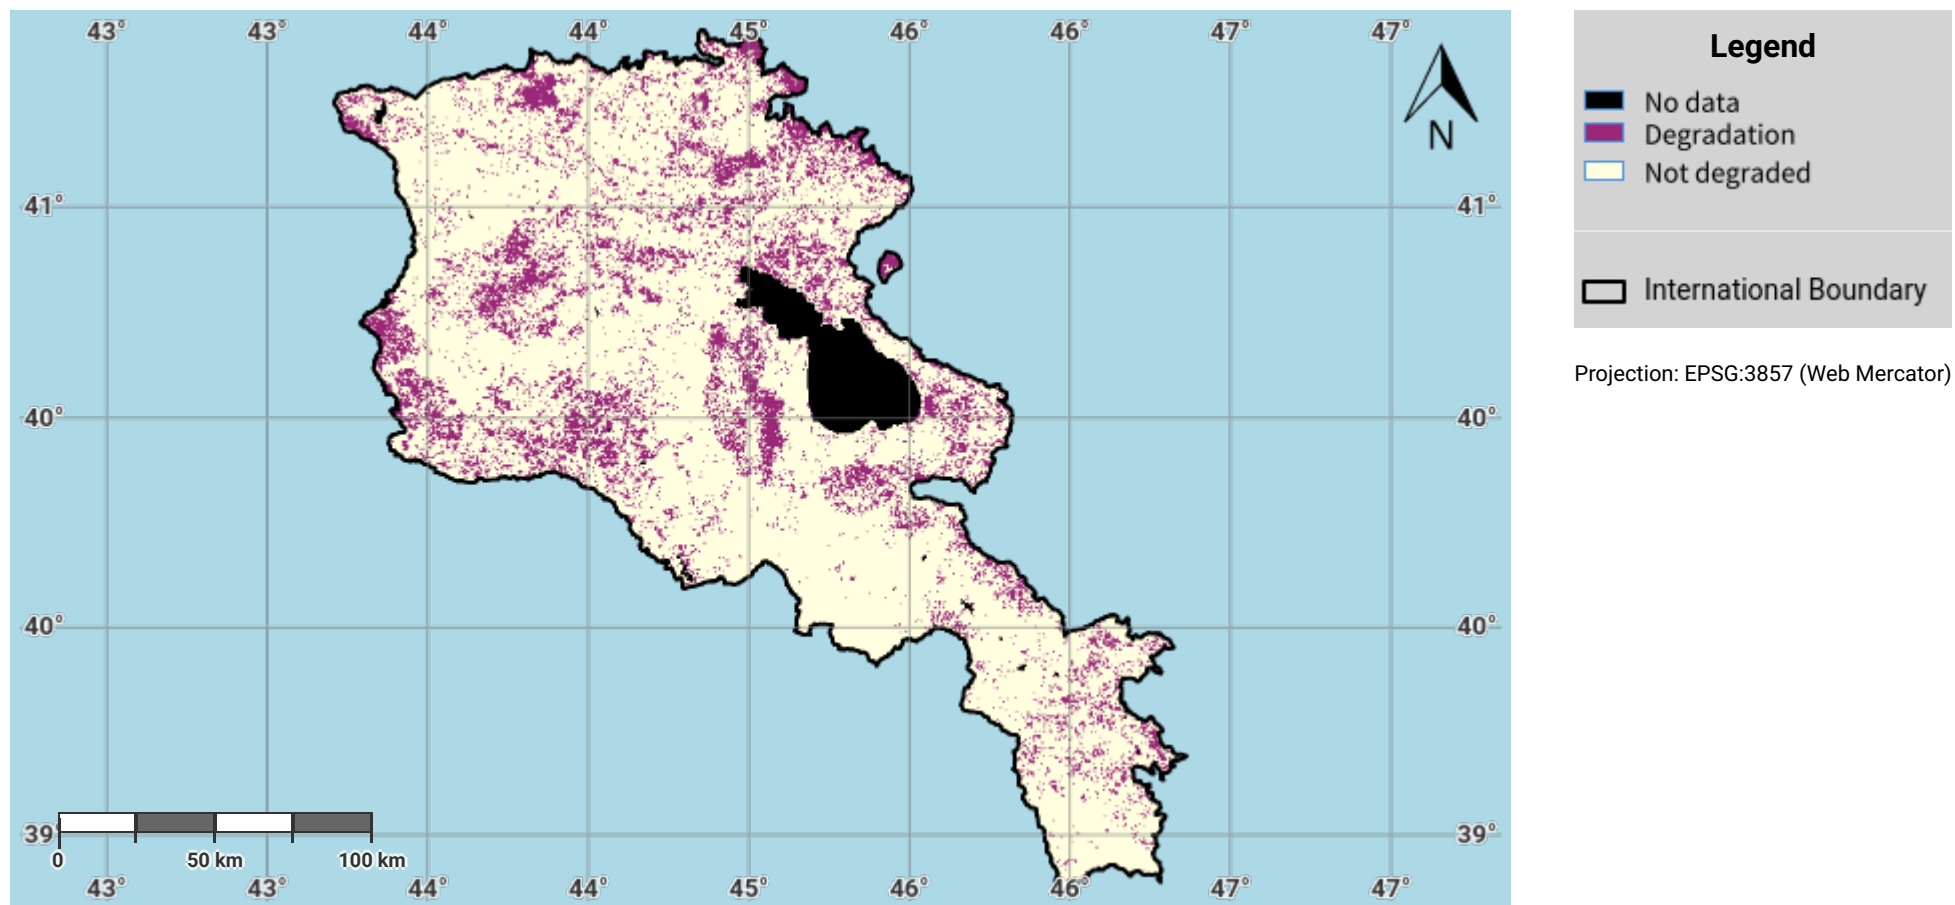 43° 43° 44° 44° 45° 46° 46° 47° 47°
41° 41°
40° 40°
40° 40°
39° 39°
0 50 km 100 km
43° 43° 44° 44° 45° 46° 46° 47° 47°
N
Legend
No data
Degradation
Not degraded
International Boundary
Projection: EPSG:3857 (Web Mercator)